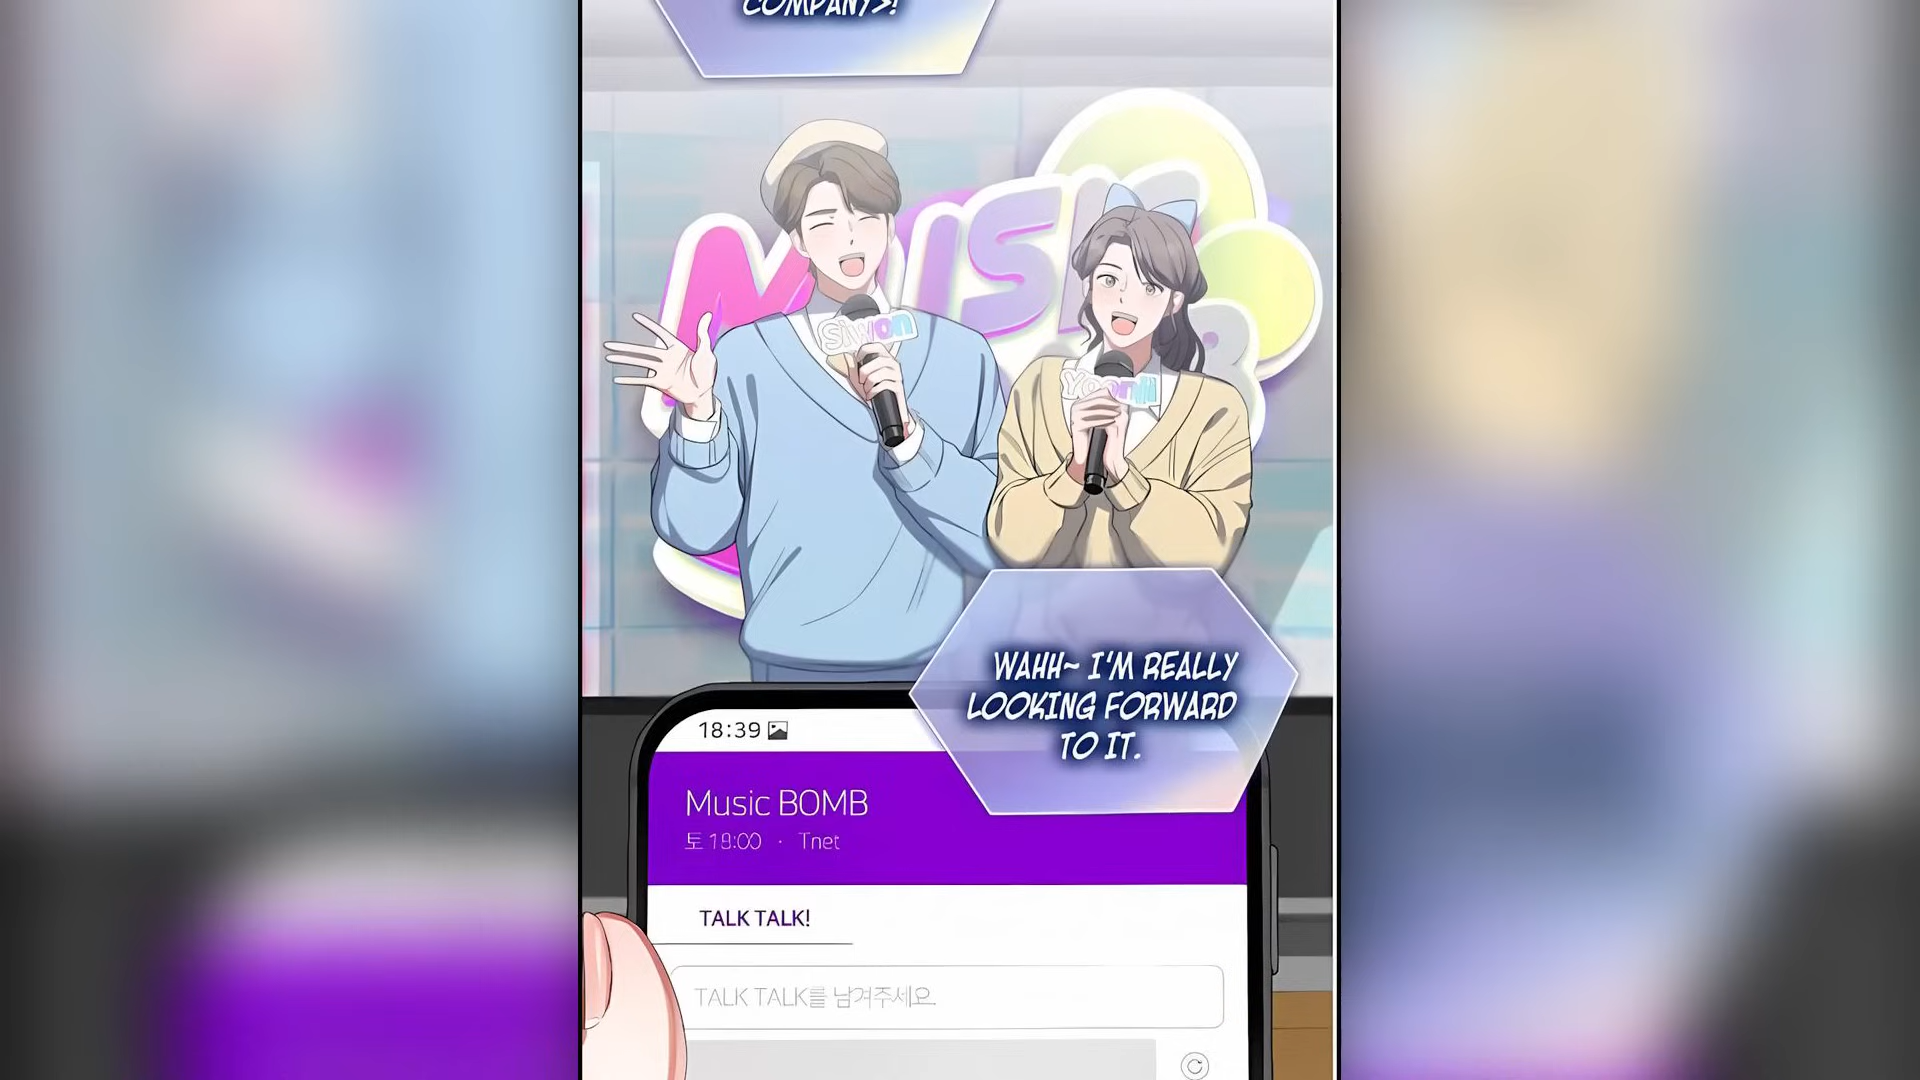 COMPANY>!
MUSIC
Siwon
WAHH~ I'M REALLY
LOOKING FORWARD
TO IT.
18:39
Music BOMB
토 18:00 · Tnet
TALK TALK!
TALK TALK를 남겨주세요.